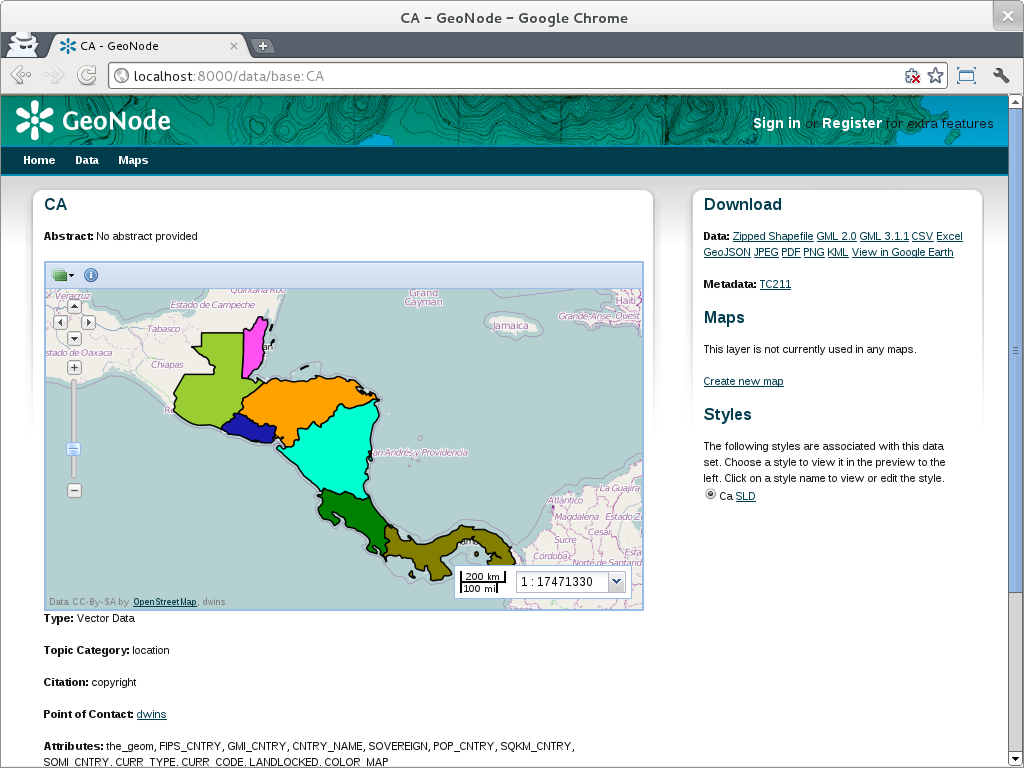 CA - GeoNode - Google Chrome
CA - GeoNode
localhost:8000/data/base:CA
GeoNode
Sign in or Register for extra features
Home Data Maps
CA
Abstract: No abstract provided
Veracruz
Estado de Campeche
Quintana Roo
Grand
Cayman
Haiti
Jamaica
Grande-Anse
Ouest
Tabasco
stado de Oaxaca
Chiapas
an Andrés y Providencia
La Guajira
Atlántico
Magdalena
Cesar
Sucre
Córdoba
Norte de Santander
200 km
100 mi
1 : 17471330
Data CC-By-SA by OpenStreetMap, dwins
Type: Vector Data
Topic Category: location
Citation: copyright
Point of Contact: dwins
Attributes: the_geom, FIPS_CNTRY, GMI_CNTRY, CNTRY_NAME, SOVEREIGN, POP_CNTRY, SQKM_CNTRY,
SQMI_CNTRY, CURR_TYPE, CURR_CODE, LANDLOCKED, COLOR_MAP
Download
Data: Zipped Shapefile GML 2.0 GML 3.1.1 CSV Excel
GeoJSON JPEG PDF PNG KML View in Google Earth
Metadata: TC211
Maps
This layer is not currently used in any maps.
Create new map
Styles
The following styles are associated with this data
set. Choose a style to view it in the preview to the
left. Click on a style name to view or edit the style.
Ca SLD